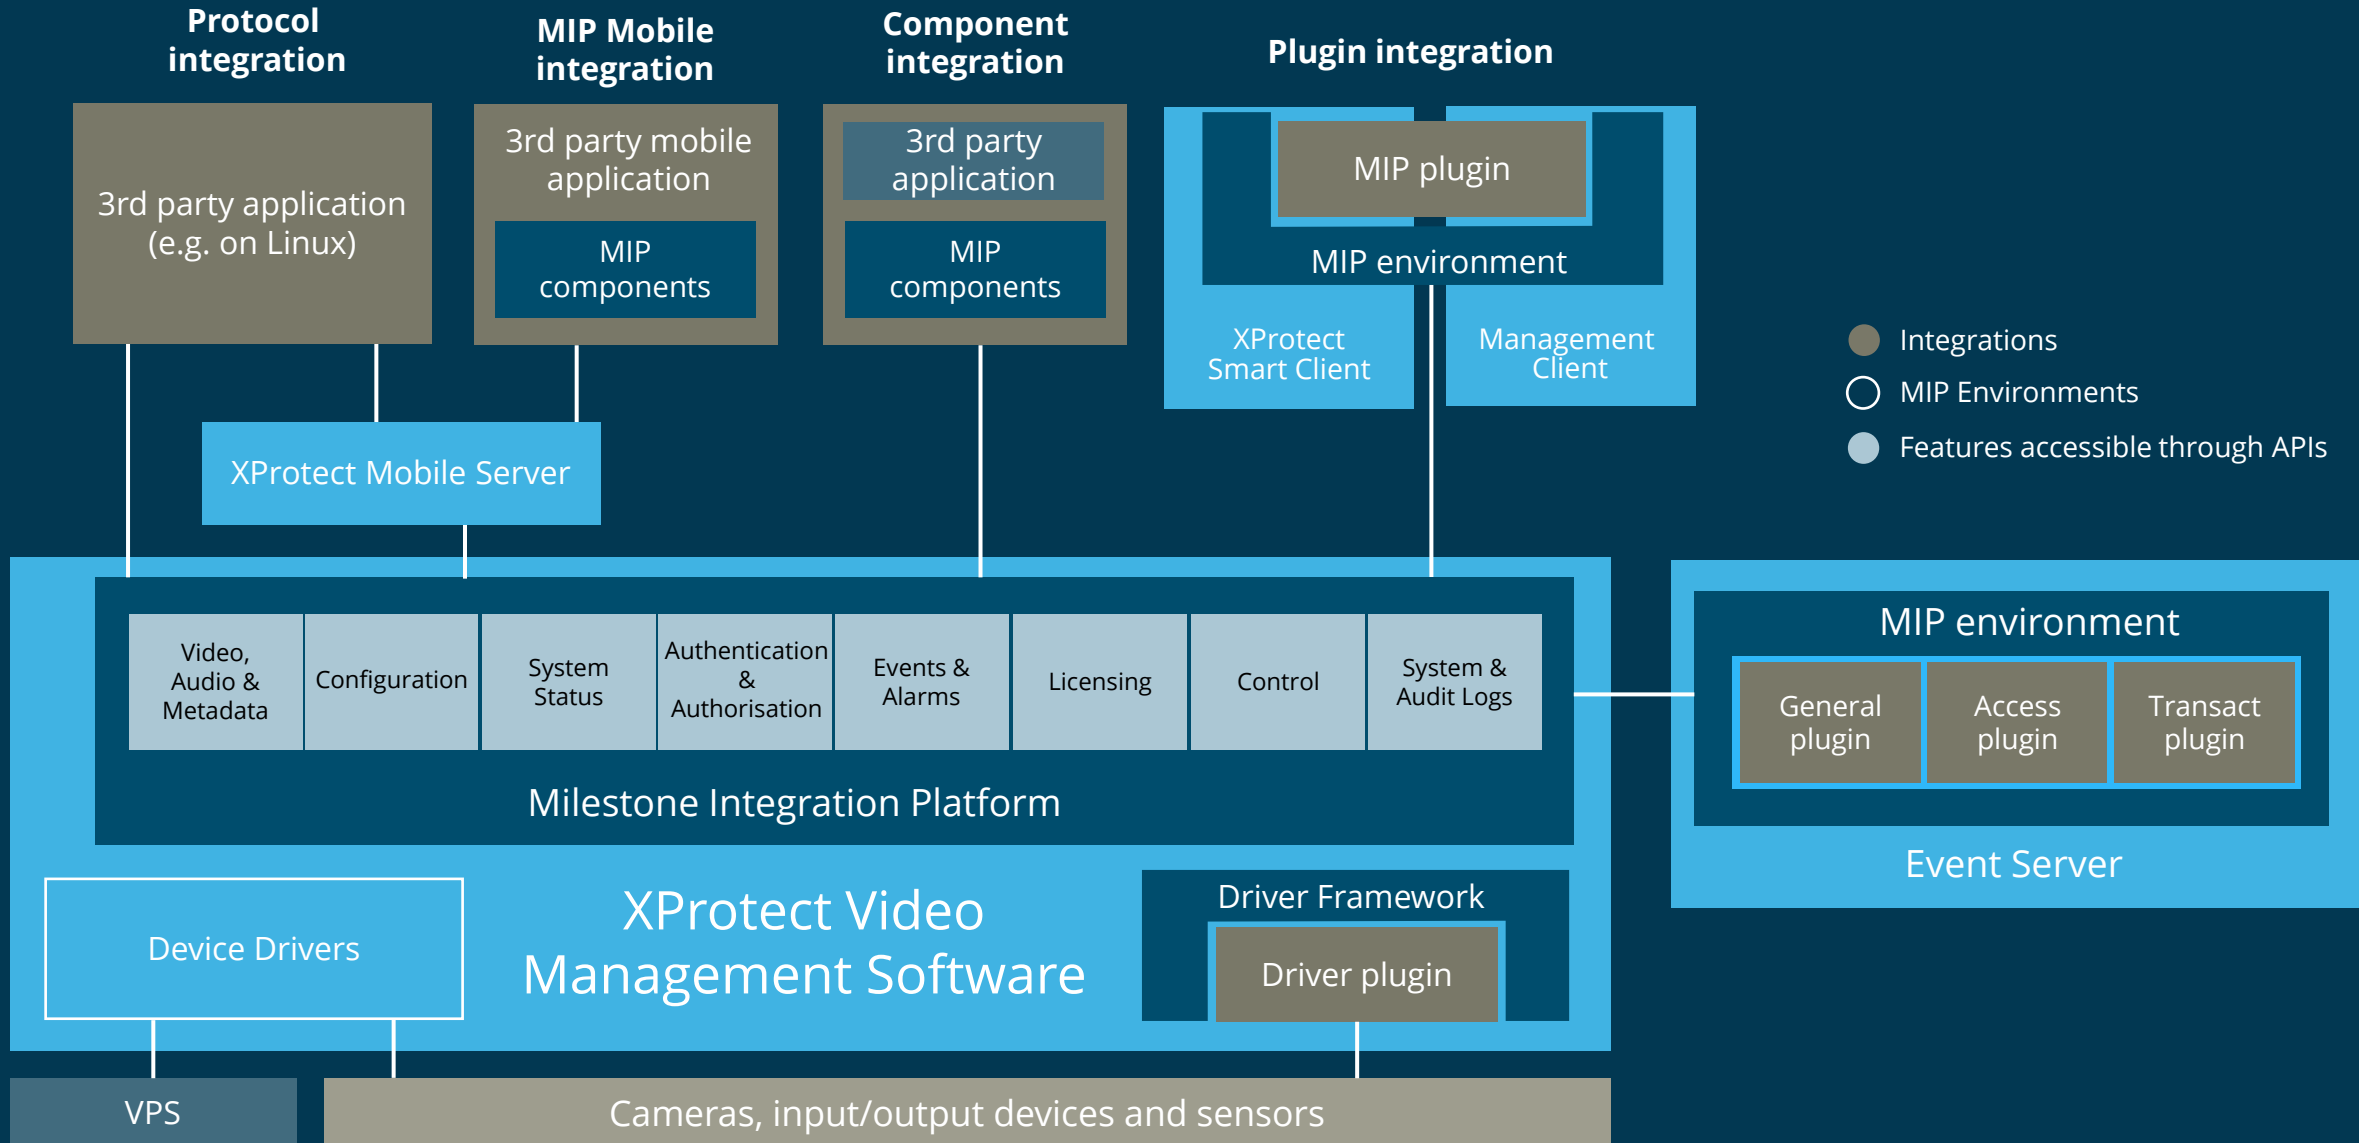 Protocol
integration
MIP Mobile
integration
Component
integration
Plugin integration
3rd party application
(e.g. on Linux)
3rd party mobile
application
MIP
components
3rd party
application
MIP
components
MIP plugin
MIP environment
XProtect
Smart Client
Management
Client
Integrations
MIP Environments
Features accessible through APIs
XProtect Mobile Server
Video,
Audio &
Metadata
Configuration
System
Status
Authentication
&
Authorisation
Events &
Alarms
Licensing
Control
System &
Audit Logs
Milestone Integration Platform
MIP environment
General
plugin
Access
plugin
Transact
plugin
Event Server
Device Drivers
XProtect Video
Management Software
Driver Framework
Driver plugin
VPS
Cameras, input/output devices and sensors